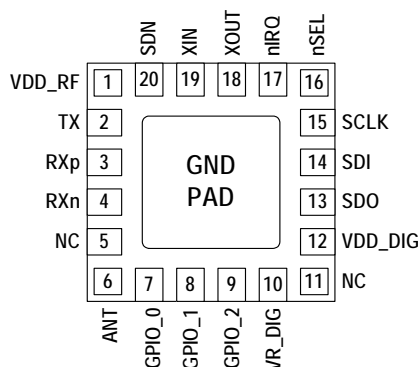 SDN
XIN
XOUT
nIRQ
nSEL
20
19
18
17
16
VDD_RF 1
TX 2
RXp 3
RXn 4
NC 5
6
GND
PAD
15 SCLK
14 SDI
13 SDO
12 VDD_DIG
11 NC
7
8
9
10
ANT
GPIO_0
GPIO_1
GPIO_2
VR_DIG